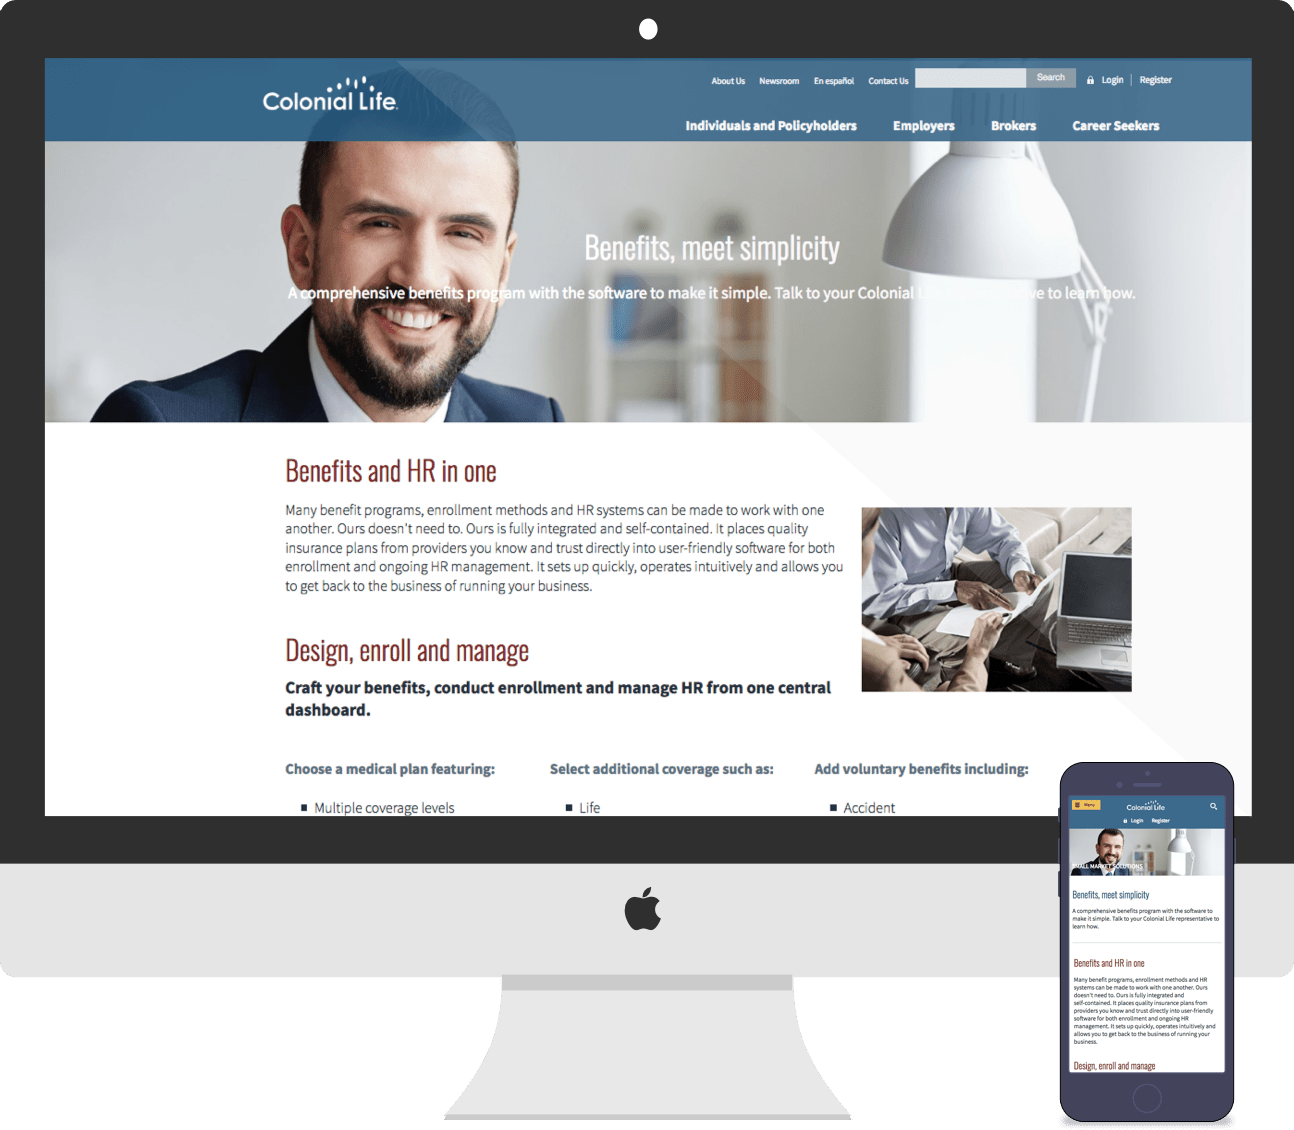 Colonial Life
About Us Newsroom En español Contact Us Search Login Register
Individuals and Policyholders Employers Brokers Career Seekers
Benefits, meet simplicity
A comprehensive benefits program with the software to make it simple. Talk to your Colonial to learn how.
Benefits and HR in one
Many benefit programs, enrollment methods and HR systems can be made to work with one
another. Ours doesn't need to. Ours is fully integrated and self-contained. It places quality
insurance plans from providers you know and trust directly into user-friendly software for both
enrollment and ongoing HR management. It sets up quickly, operates intuitively and allows you
to get back to the business of running your business.
Design, enroll and manage
Craft your benefits, conduct enrollment and manage HR from one central
dashboard.
Choose a medical plan featuring: Select additional coverage such as: Add voluntary benefits including:
Multiple coverage levels Life Accident
Menu Colonial Life
Login Register
SMALL MARKET SOLUTIONS
Benefits, meet simplicity
A comprehensive benefits program with the software to
make it simple. Talk to your Colonial Life representative to
learn how.
Benefits and HR in one
Many benefit programs, enrollment methods and HR
systems can be made to work with one another. Ours
doesn't need to. Ours is fully integrated and
self-contained. It places quality insurance plans from
providers you know and trust directly into user-friendly
software for both enrollment and ongoing HR
management. It sets up quickly, operates intuitively and
allows you to get back to the business of running your
business.
Design, enroll and manage